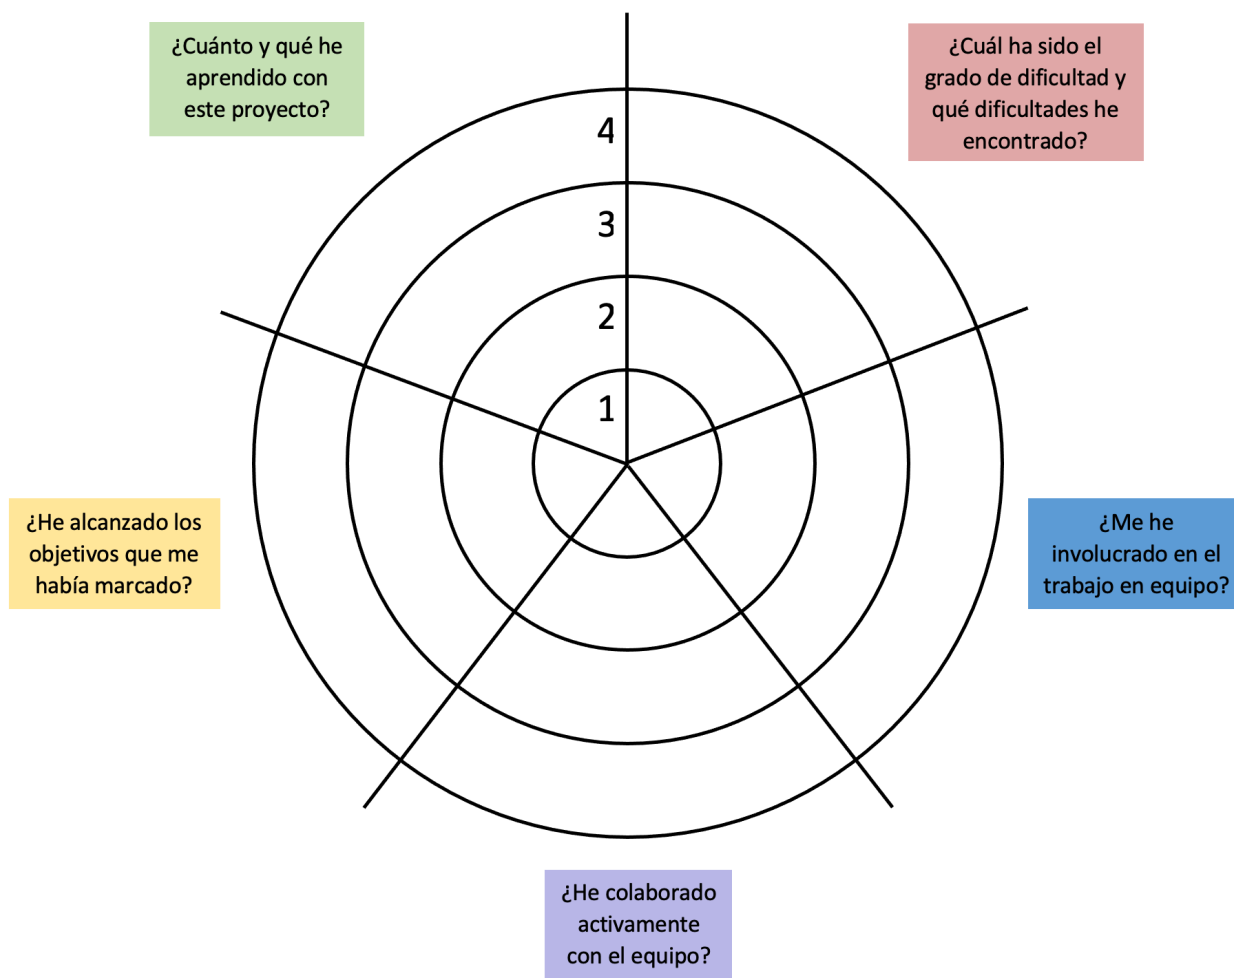 ¿Cuánto y qué he
aprendido con
este proyecto?
¿Cuál ha sido el
grado de dificultad y
qué dificultades he
encontrado?
4
3
2
1
¿He alcanzado los
objetivos que me
había marcado?
¿Me he
involucrado en el
trabajo en equipo?
¿He colaborado
activamente
con el equipo?